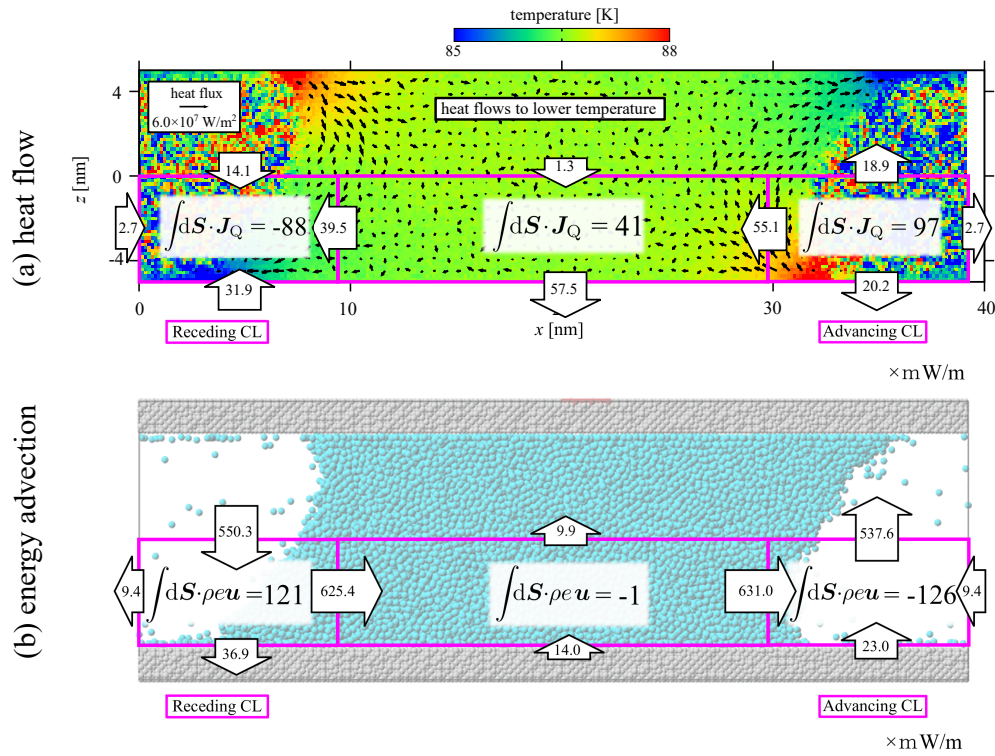 temperature [K]
85 88
(a) heat flow
z [nm]
4
0
-4
heat flux
6.0×10⁷ W/m²
heat flows to lower temperature
14.1 1.3 18.9
2.7 ∫dS·J_Q = -88 39.5 ∫dS·J_Q = 41 55.1 ∫dS·J_Q = 97 2.7
31.9 57.5 20.2
0 10 30 40
x [nm]
Receding CL Advancing CL
×mW/m
(b) energy advection
550.3 9.9 537.6
9.4 ∫dS·ρeu =121 625.4 ∫dS·ρeu = -1 631.0 ∫dS·ρeu = -126 9.4
36.9 14.0 23.0
Receding CL Advancing CL
×mW/m